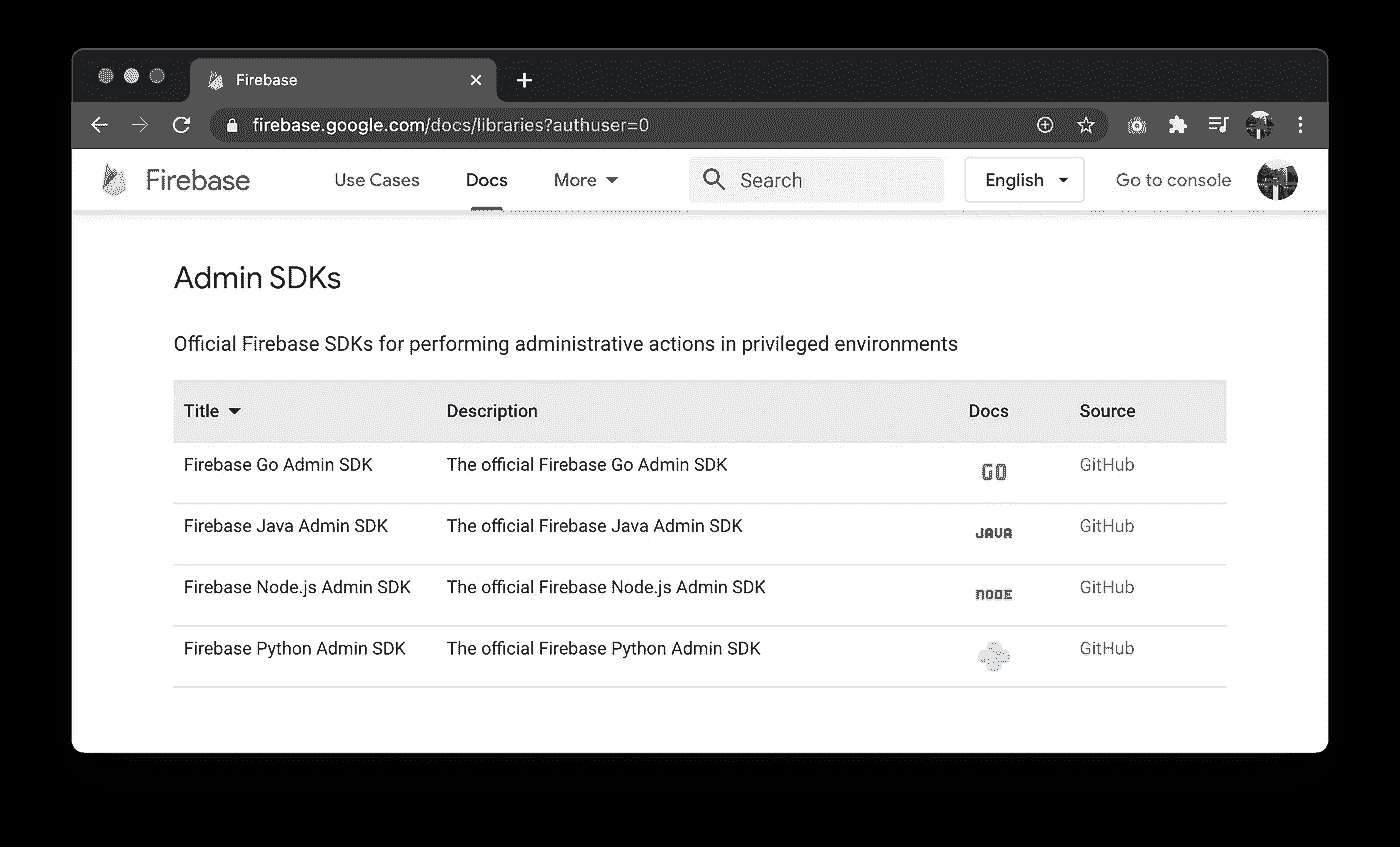 Firebase
firebase.google.com/docs/libraries?authuser=0
Firebase Use Cases Docs More Search English Go to console
Admin SDKs
Official Firebase SDKs for performing administrative actions in privileged environments
Title Description Docs Source
Firebase Go Admin SDK The official Firebase Go Admin SDK GO GitHub
Firebase Java Admin SDK The official Firebase Java Admin SDK JAVA GitHub
Firebase Node.js Admin SDK The official Firebase Node.js Admin SDK NODE GitHub
Firebase Python Admin SDK The official Firebase Python Admin SDK GitHub